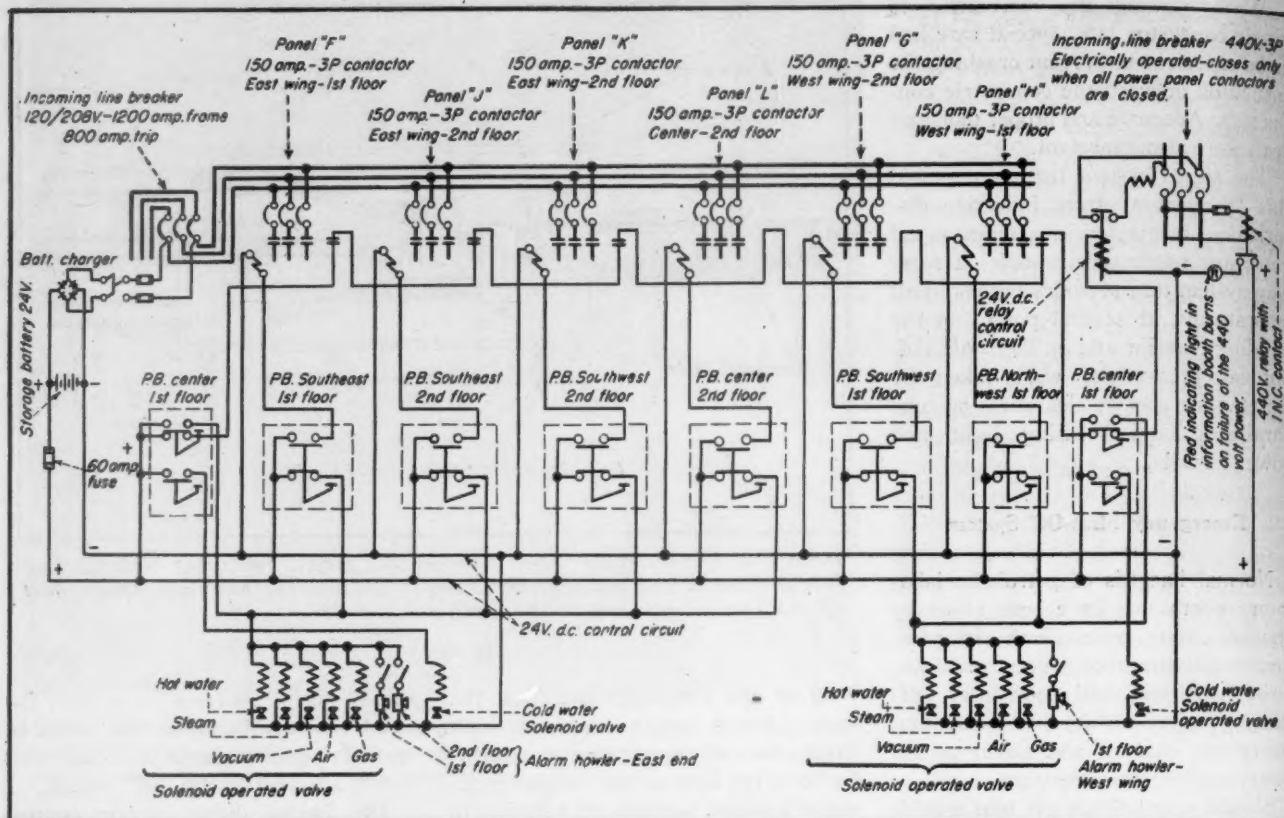 Panel "F"
150 amp.-3P contactor
East wing-1st floor
Panel "K"
150 amp.-3P contactor
East wing-2nd floor
Panel "G"
150 amp.-3P contactor
West wing-2nd floor
Incoming line breaker 440V-3P
Electrically operated-closes only
when all power panel contactors
are closed.
Incoming line breaker
120/208V.-1200 amp. frame
800 amp. trip
Panel "J"
150 amp.-3P contactor
East wing-2nd floor
Panel "L"
150 amp.-3P contactor
Center-2nd floor
Panel "H"
150 amp.-3P contactor
West wing-1st floor
Batt. charger
Storage battery 24V.
+
-
60 amp.
fuse
24V. d.c.
relay
control
circuit
-
R
+
Red indicating light in
information booth burns
on failure of the 440
volt power.
440V. relay with
N.C. contact
P.B. center
1st floor
+
P.B. Southeast
1st floor
P.B. Southeast
2nd floor
P.B. Southwest
2nd floor
P.B. center
2nd floor
P.B. Southwest
1st floor
P.B. North-
west 1st floor
P.B. center
1st floor
-
+
-
+
24V. d.c. control circuit
Hot water
Steam
Vacuum
Air
Gas
2nd floor
1st floor
Alarm howler-East end
Cold water
Solenoid valve
Solenoid operated valve
Hot water
Steam
Vacuum
Air
Gas
1st floor
Alarm howler-
West wing
Cold water
Solenoid
operated valve
Solenoid operated valve